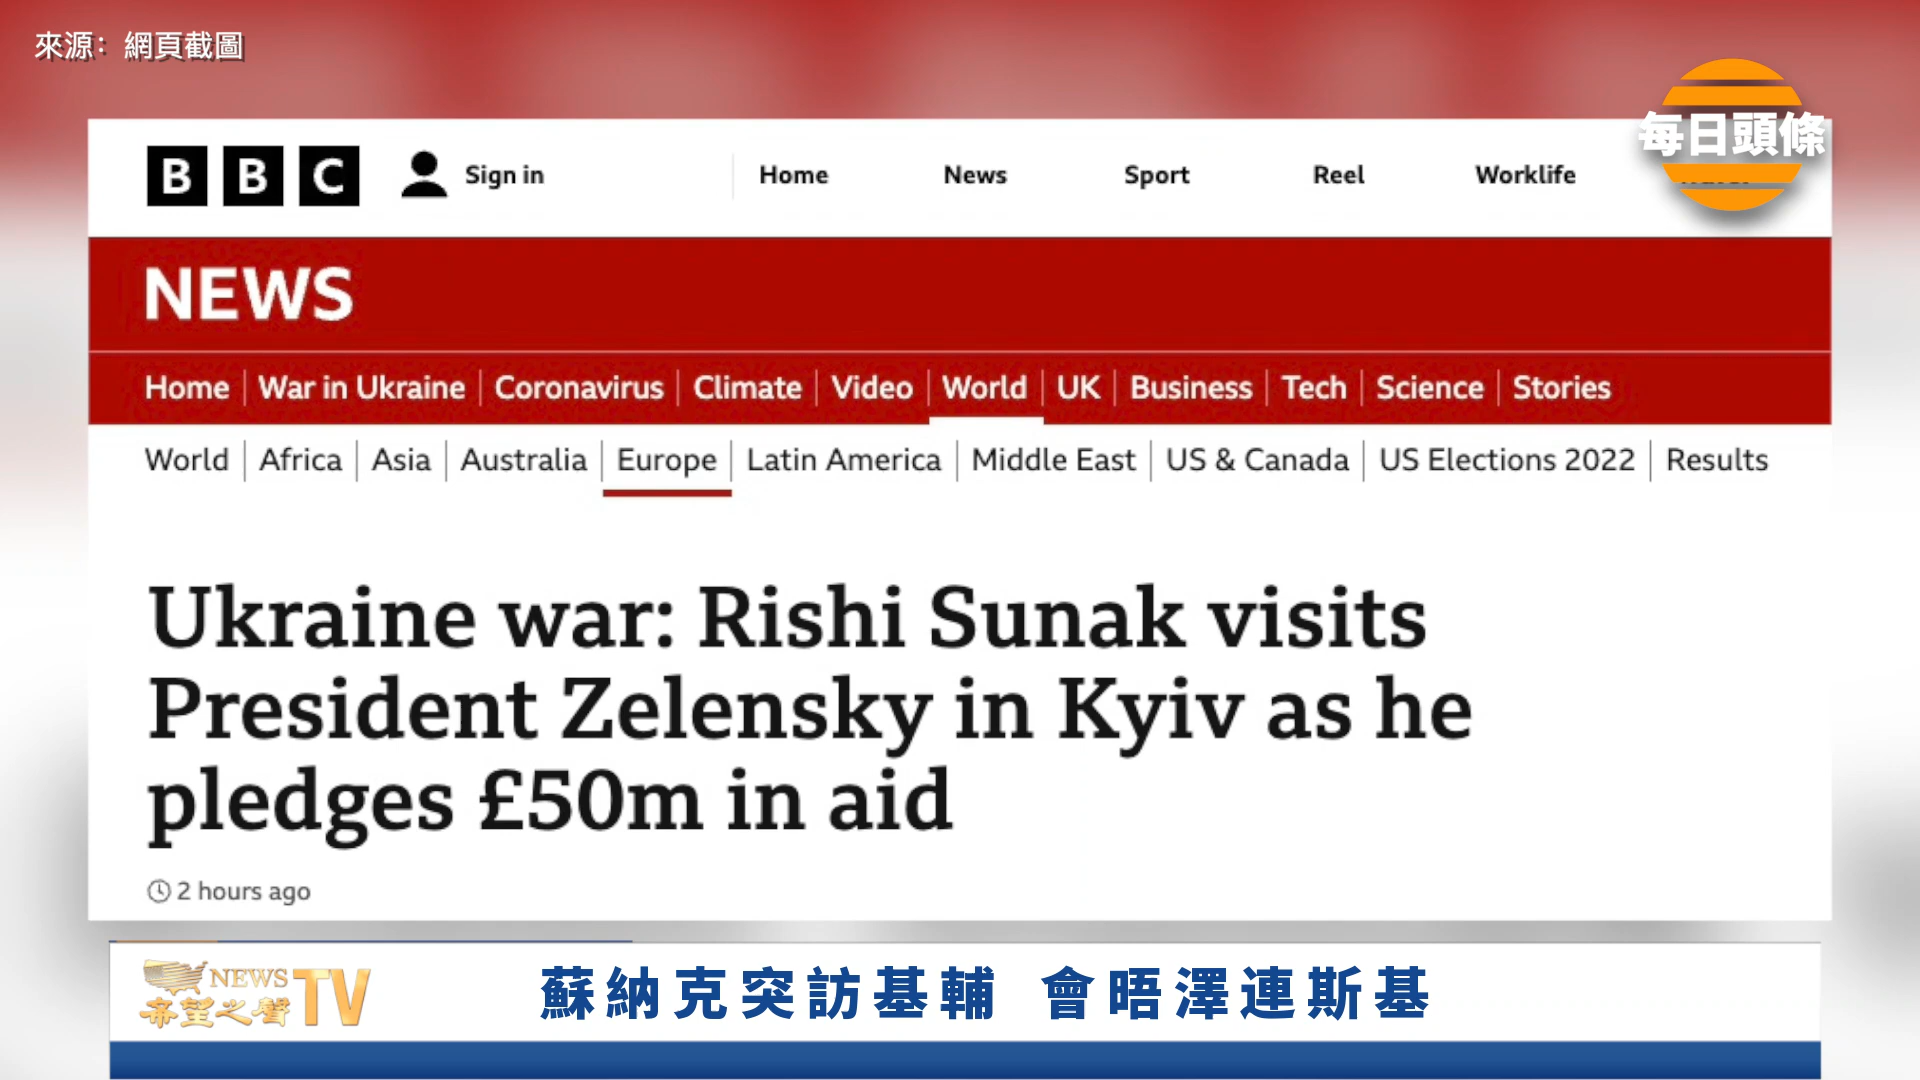 來源：網頁截圖
每日頭條
BBC Sign in Home News Sport Reel Worklife
NEWS
Home War in Ukraine Coronavirus Climate Video World UK Business Tech Science Stories
World Africa Asia Australia Europe Latin America Middle East US & Canada US Elections 2022 Results
Ukraine war: Rishi Sunak visits
President Zelensky in Kyiv as he
pledges £50m in aid
2 hours ago
NEWS TV
希望之聲
蘇納克突訪基輔 會晤澤連斯基